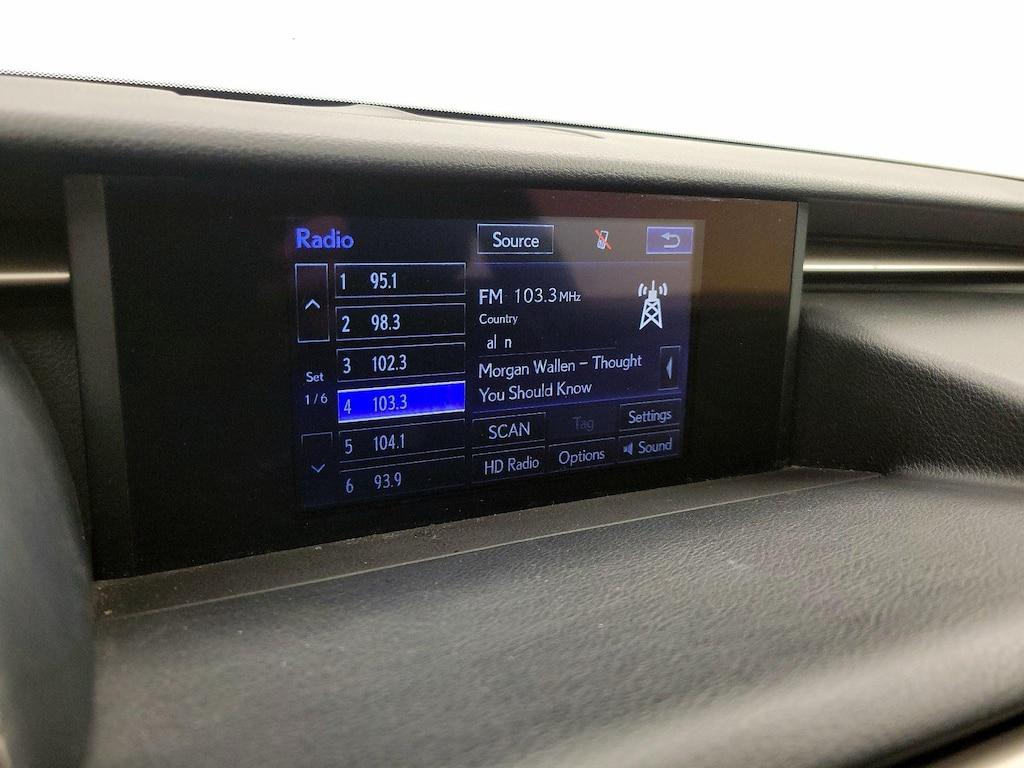 Radio
Source
1 95.1
2 98.3
3 102.3
4 103.3
5 104.1
6 93.9
Set
1/6
FM 103.3 MHz
Country
al n
Morgan Wallen – Thought
You Should Know
SCAN
Tag
Settings
HD Radio
Options
Sound